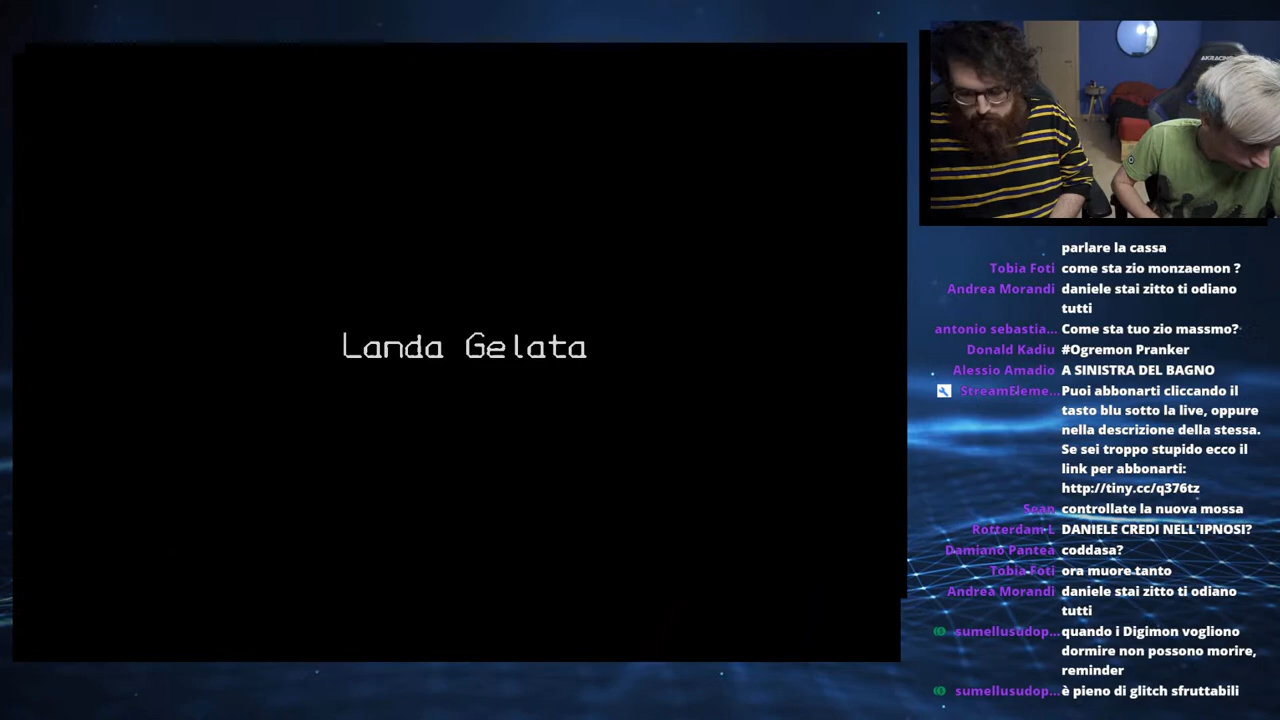 AKRACING
Landa Gelata
parlare la cassa
Tobia Foti come sta zio monzaemon ?
Andrea Morandi daniele stai zitto ti odiano
tutti
antonio sebastia... Come sta tuo zio massmo?
Donald Kadiu #Ogremon Pranker
Alessio Amadio A SINISTRA DEL BAGNO
StreamEleme... Puoi abbonarti cliccando il
tasto blu sotto la live, oppure
nella descrizione della stessa.
Se sei troppo stupido ecco il
link per abbonarti:
http://tiny.cc/q376tz
Sean controllate la nuova mossa
Rotterdam L DANIELE CREDI NELL'IPNOSI?
Damiano Pantea coddasa?
Tobia Foti ora muore tanto
Andrea Morandi daniele stai zitto ti odiano
tutti
sumellusudop... quando i Digimon vogliono
dormire non possono morire,
reminder
sumellusudop... è pieno di glitch sfruttabili